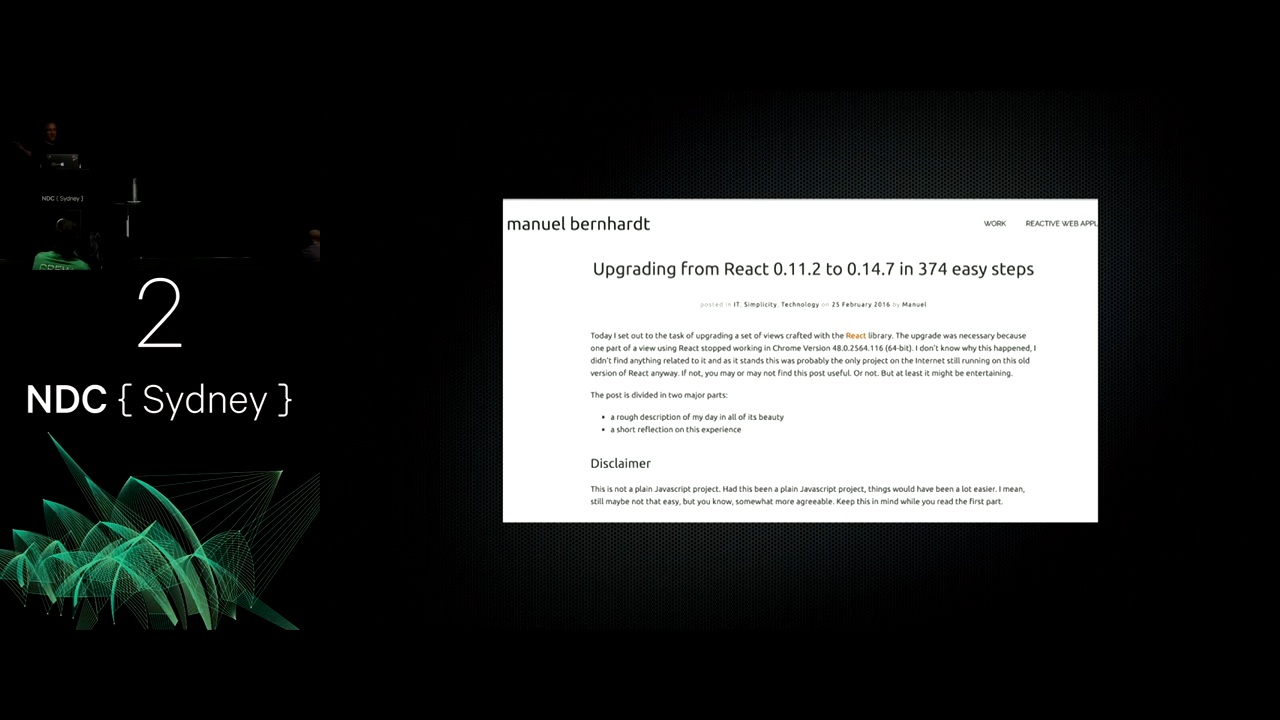 NDC { Sydney }
CREW
2
NDC { Sydney }
manuel bernhardt
WORK REACTIVE WEB APPL
Upgrading from React 0.11.2 to 0.14.7 in 374 easy steps
posted in IT, Simplicity, Technology on 25 February 2016 by Manuel
Today I set out to the task of upgrading a set of views crafted with the React library. The upgrade was necessary because
one part of a view using React stopped working in Chrome Version 48.0.2564.116 (64-bit). I don't know why this happened, I
didn't find anything related to it and as it stands this was probably the only project on the Internet still running on this old
version of React anyway. If not, you may or may not find this post useful. Or not. But at least it might be entertaining.
The post is divided in two major parts:
• a rough description of my day in all of its beauty
• a short reflection on this experience
Disclaimer
This is not a plain Javascript project. Had this been a plain Javascript project, things would have been a lot easier. I mean,
still maybe not that easy, but you know, somewhat more agreeable. Keep this in mind while you read the first part.